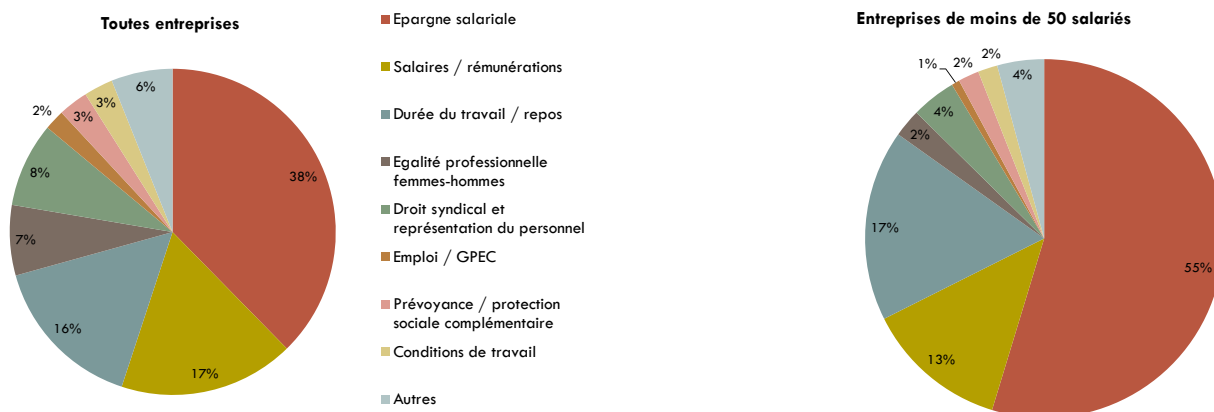 Toutes entreprises
6%
3%
3%
2%
8%
7%
16%
17%
38%
Epargne salariale
Salaires / rémunérations
Durée du travail / repos
Egalité professionnelle
femmes-hommes
Droit syndical et
représentation du personnel
Emploi / GPEC
Prévoyance / protection
sociale complémentaire
Conditions de travail
Autres
Entreprises de moins de 50 salariés
4%
2%
2%
1%
4%
2%
17%
13%
55%